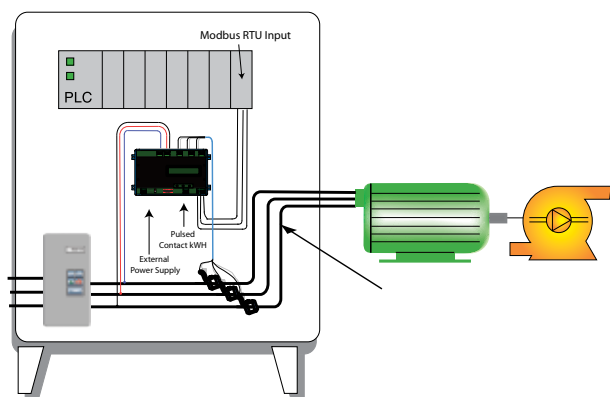 Modbus RTU Input
PLC
Pulsed
Contact kWH
External
Power Supply